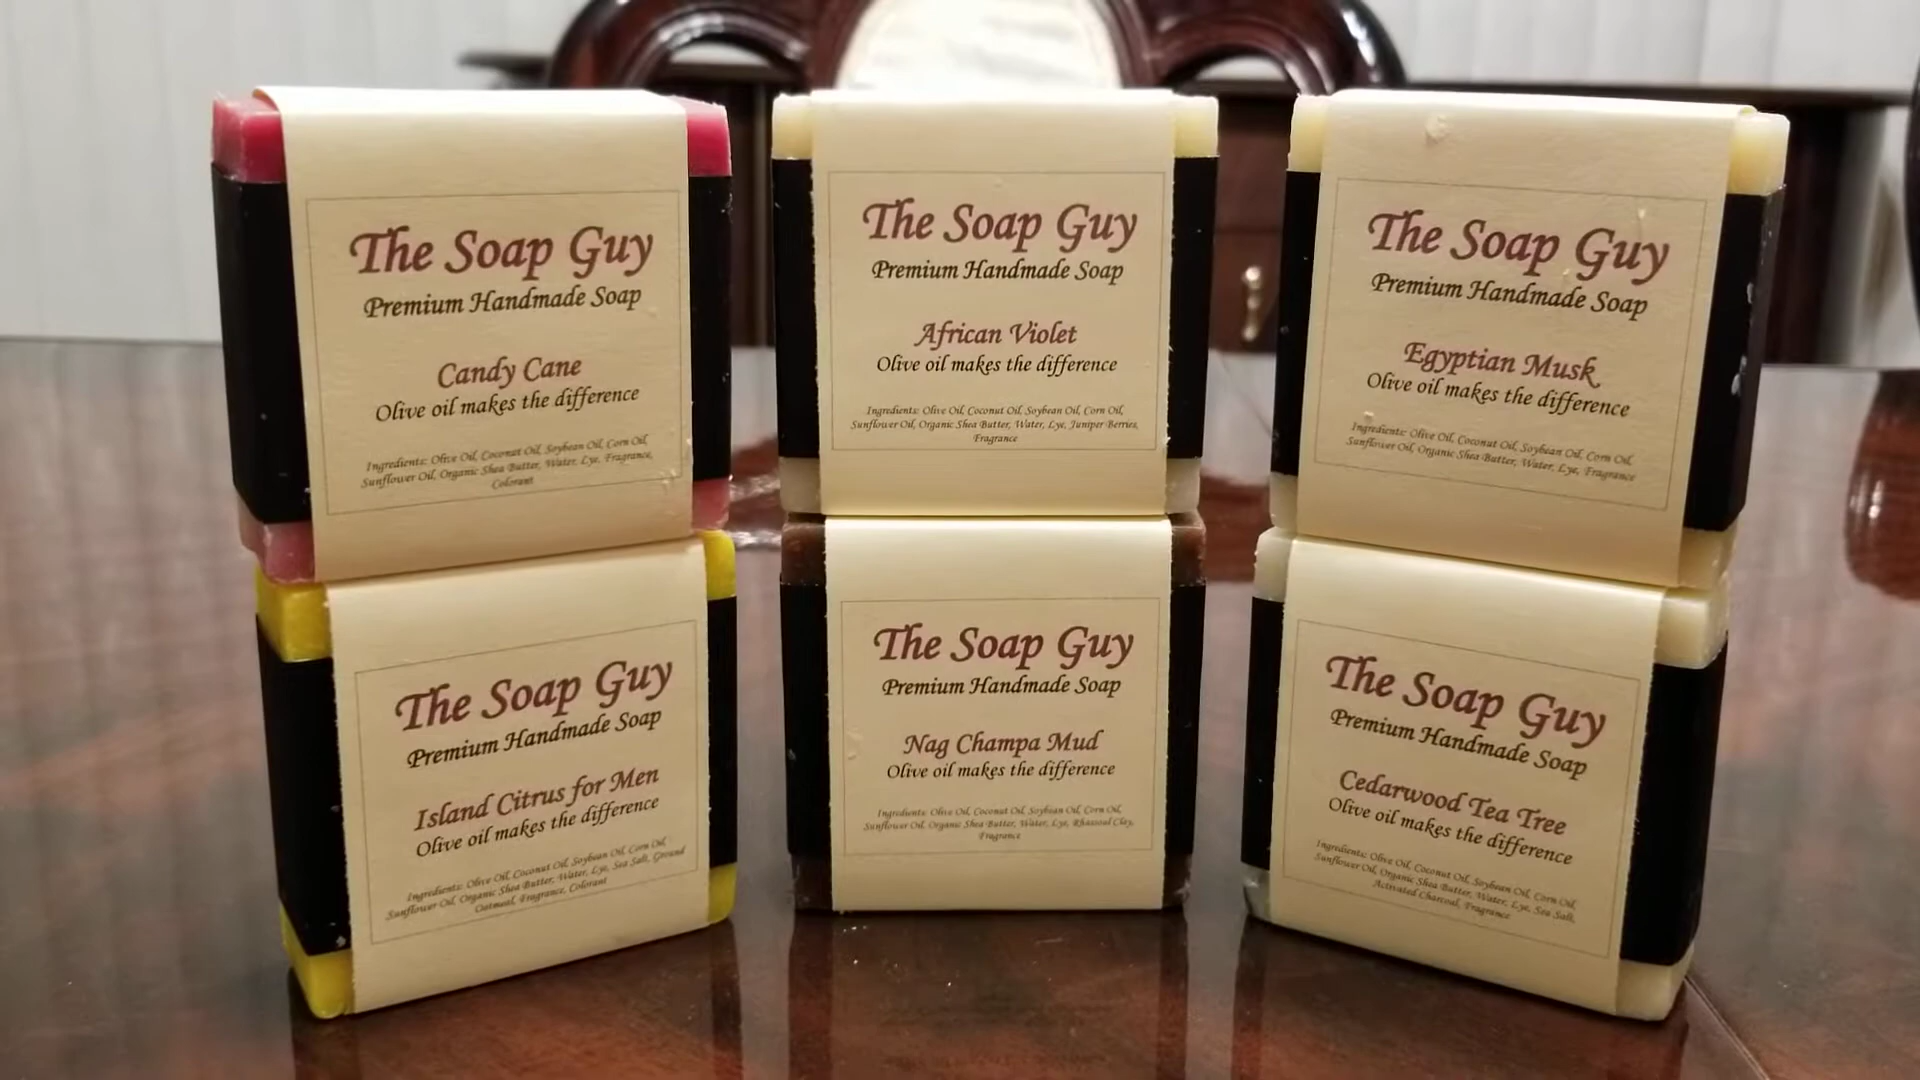 The Soap Guy
Premium Handmade Soap
Candy Cane
Olive oil makes the difference
Ingredients: Olive Oil, Coconut Oil, Soybean Oil, Corn Oil,
Sunflower Oil, Organic Shea Butter, Water, Lye, Fragrance,
Colorant
The Soap Guy
Premium Handmade Soap
African Violet
Olive oil makes the difference
Ingredients: Olive Oil, Coconut Oil, Soybean Oil, Corn Oil,
Sunflower Oil, Organic Shea Butter, Water, Lye, Juniper Berries,
Fragrance
The Soap Guy
Premium Handmade Soap
Egyptian Musk
Olive oil makes the difference
Ingredients: Olive Oil, Coconut Oil, Soybean Oil, Corn Oil,
Sunflower Oil, Organic Shea Butter, Water, Lye, Fragrance
The Soap Guy
Premium Handmade Soap
Island Citrus for Men
Olive oil makes the difference
Ingredients: Olive Oil, Coconut Oil, Soybean Oil, Corn Oil,
Sunflower Oil, Organic Shea Butter, Water, Lye, Sea Salt, Ground
Oatmeal, Fragrance, Colorant
The Soap Guy
Premium Handmade Soap
Nag Champa Mud
Olive oil makes the difference
Ingredients: Olive Oil, Coconut Oil, Soybean Oil, Corn Oil,
Sunflower Oil, Organic Shea Butter, Water, Lye, Rhassoul Clay,
Fragrance
The Soap Guy
Premium Handmade Soap
Cedarwood Tea Tree
Olive oil makes the difference
Ingredients: Olive Oil, Coconut Oil, Soybean Oil, Corn Oil,
Sunflower Oil, Organic Shea Butter, Water, Lye, Sea Salt,
Activated Charcoal, Fragrance